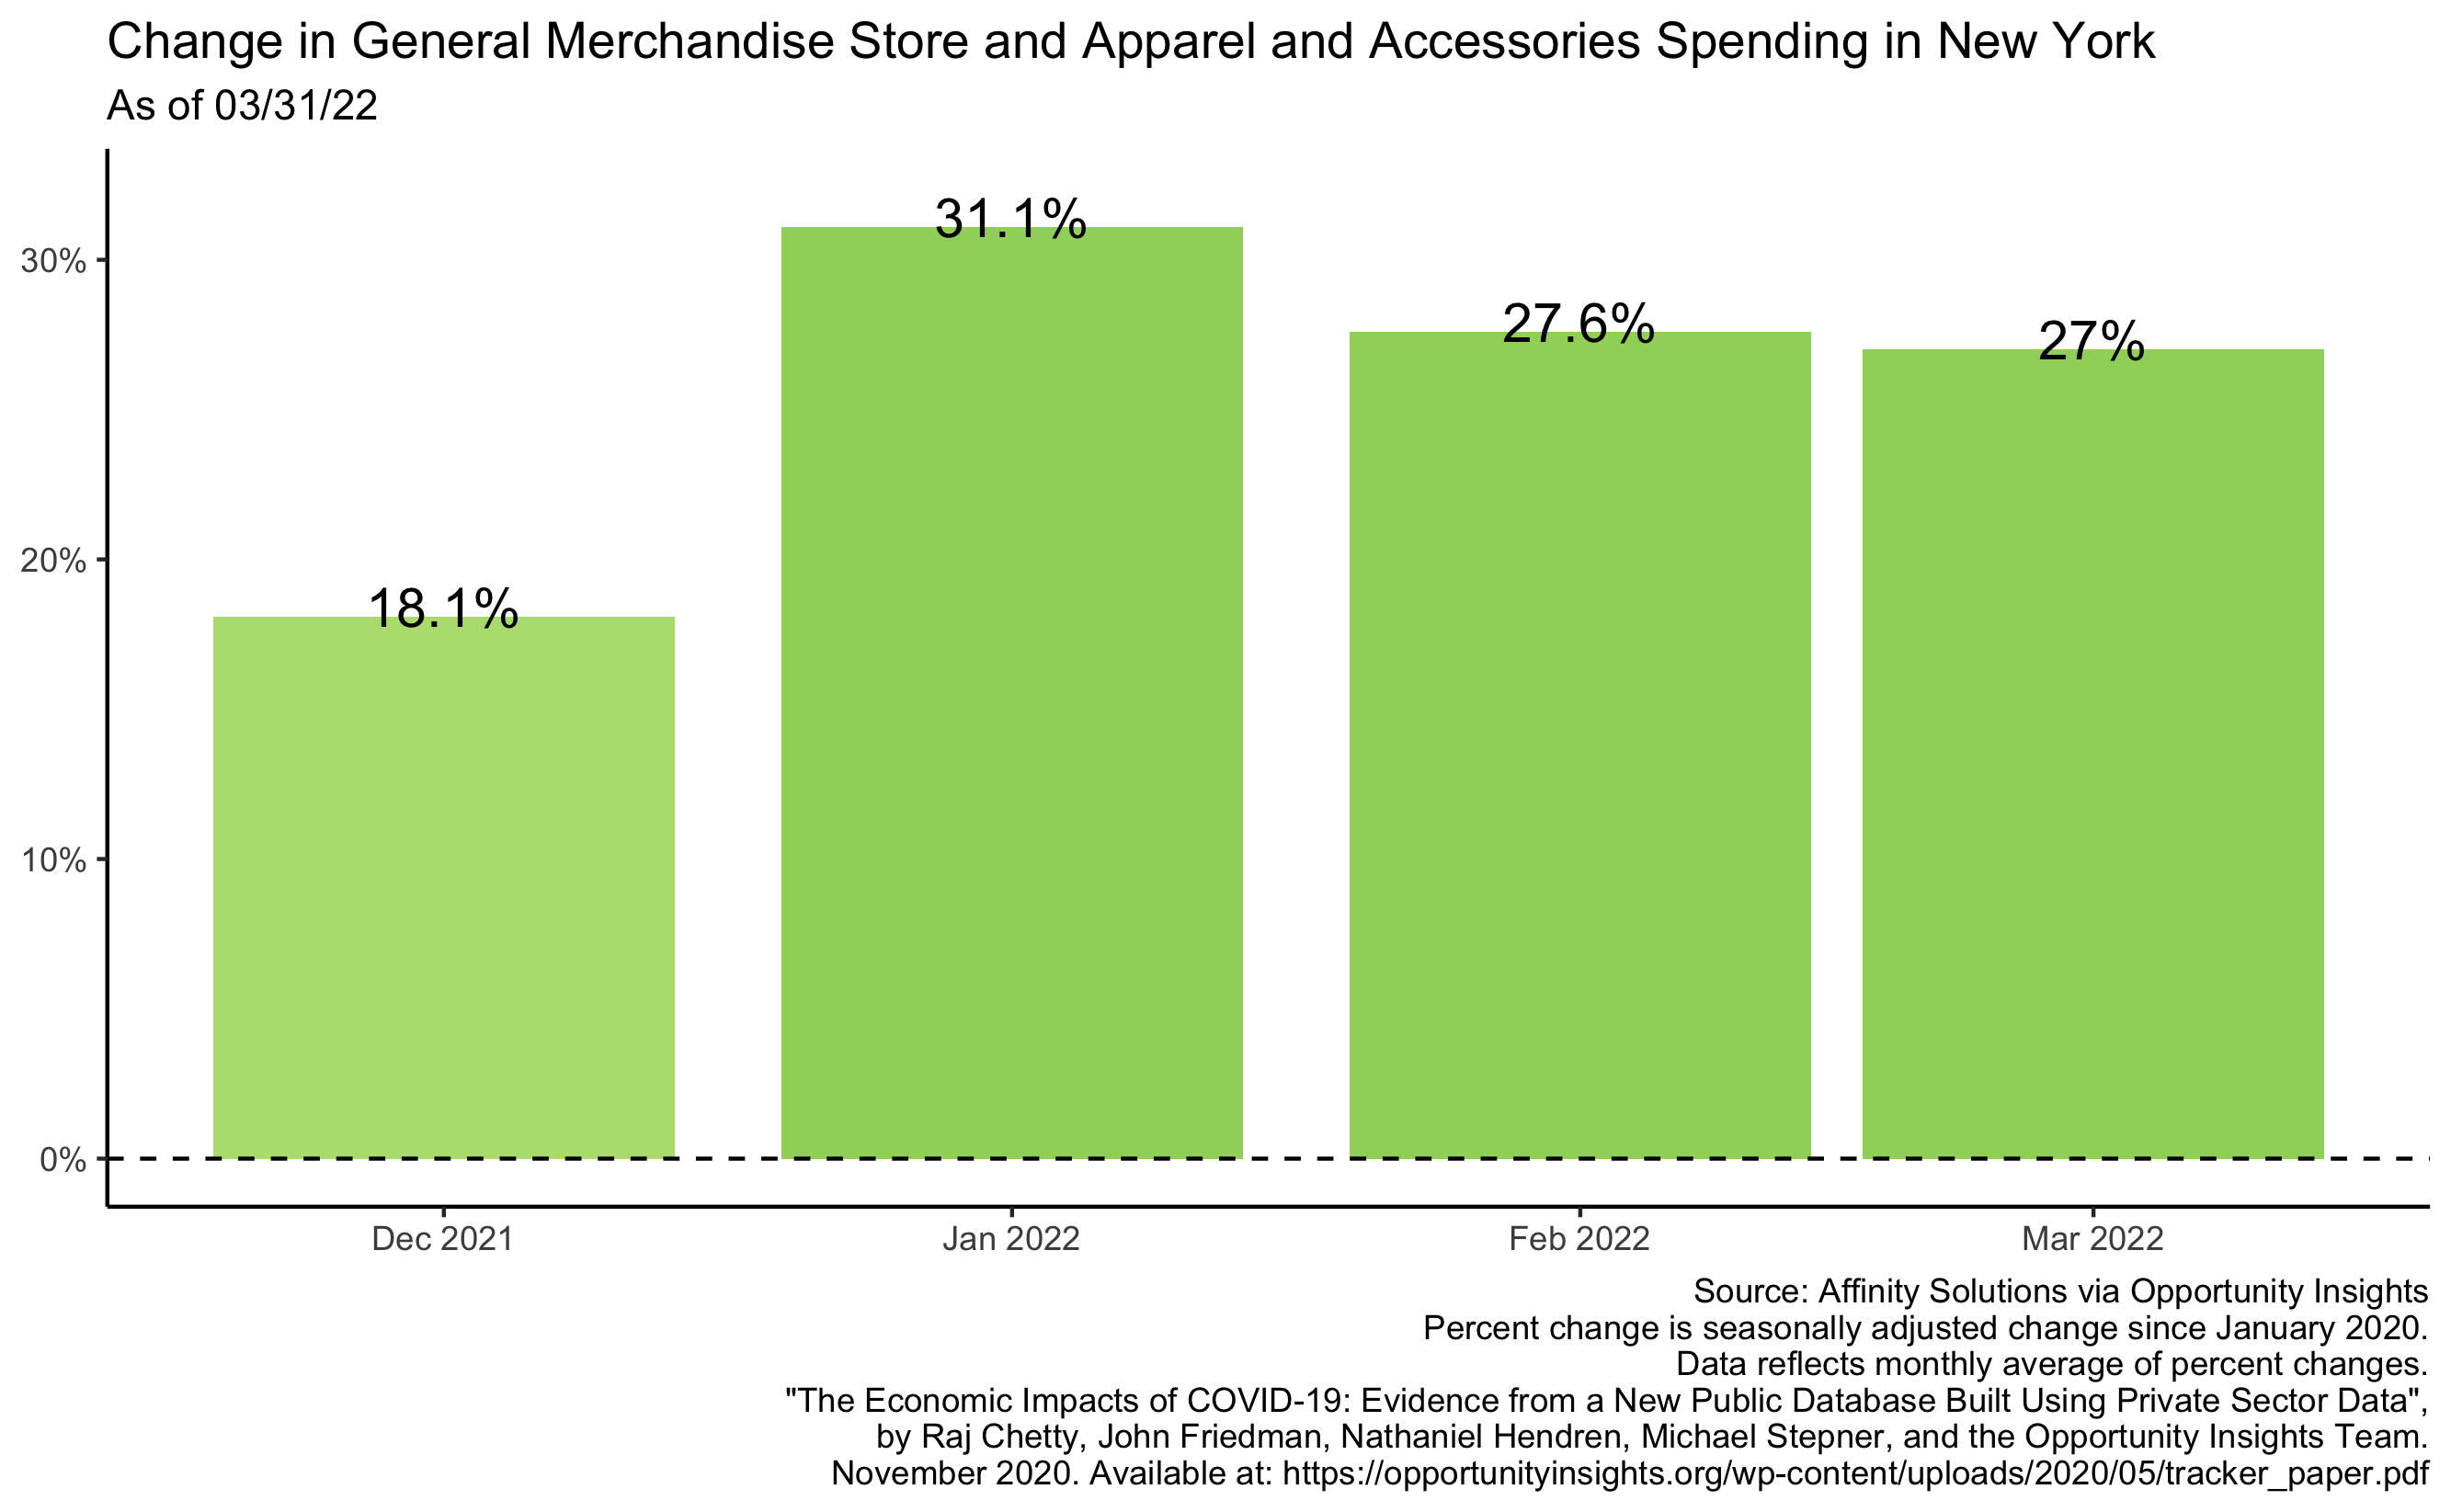 Change in General Merchandise Store and Apparel and Accessories Spending in New York
As of 03/31/22
31.1%
30%
27.6%
27%
20%
18.1%
10%
0%
Dec 2021 Jan 2022 Feb 2022 Mar 2022
Source: Affinity Solutions via Opportunity Insights
Percent change is seasonally adjusted change since January 2020.
Data reflects monthly average of percent changes.
"The Economic Impacts of COVID-19: Evidence from a New Public Database Built Using Private Sector Data",
by Raj Chetty, John Friedman, Nathaniel Hendren, Michael Stepner, and the Opportunity Insights Team.
November 2020. Available at: https://opportunityinsights.org/wp-content/uploads/2020/05/tracker_paper.pdf